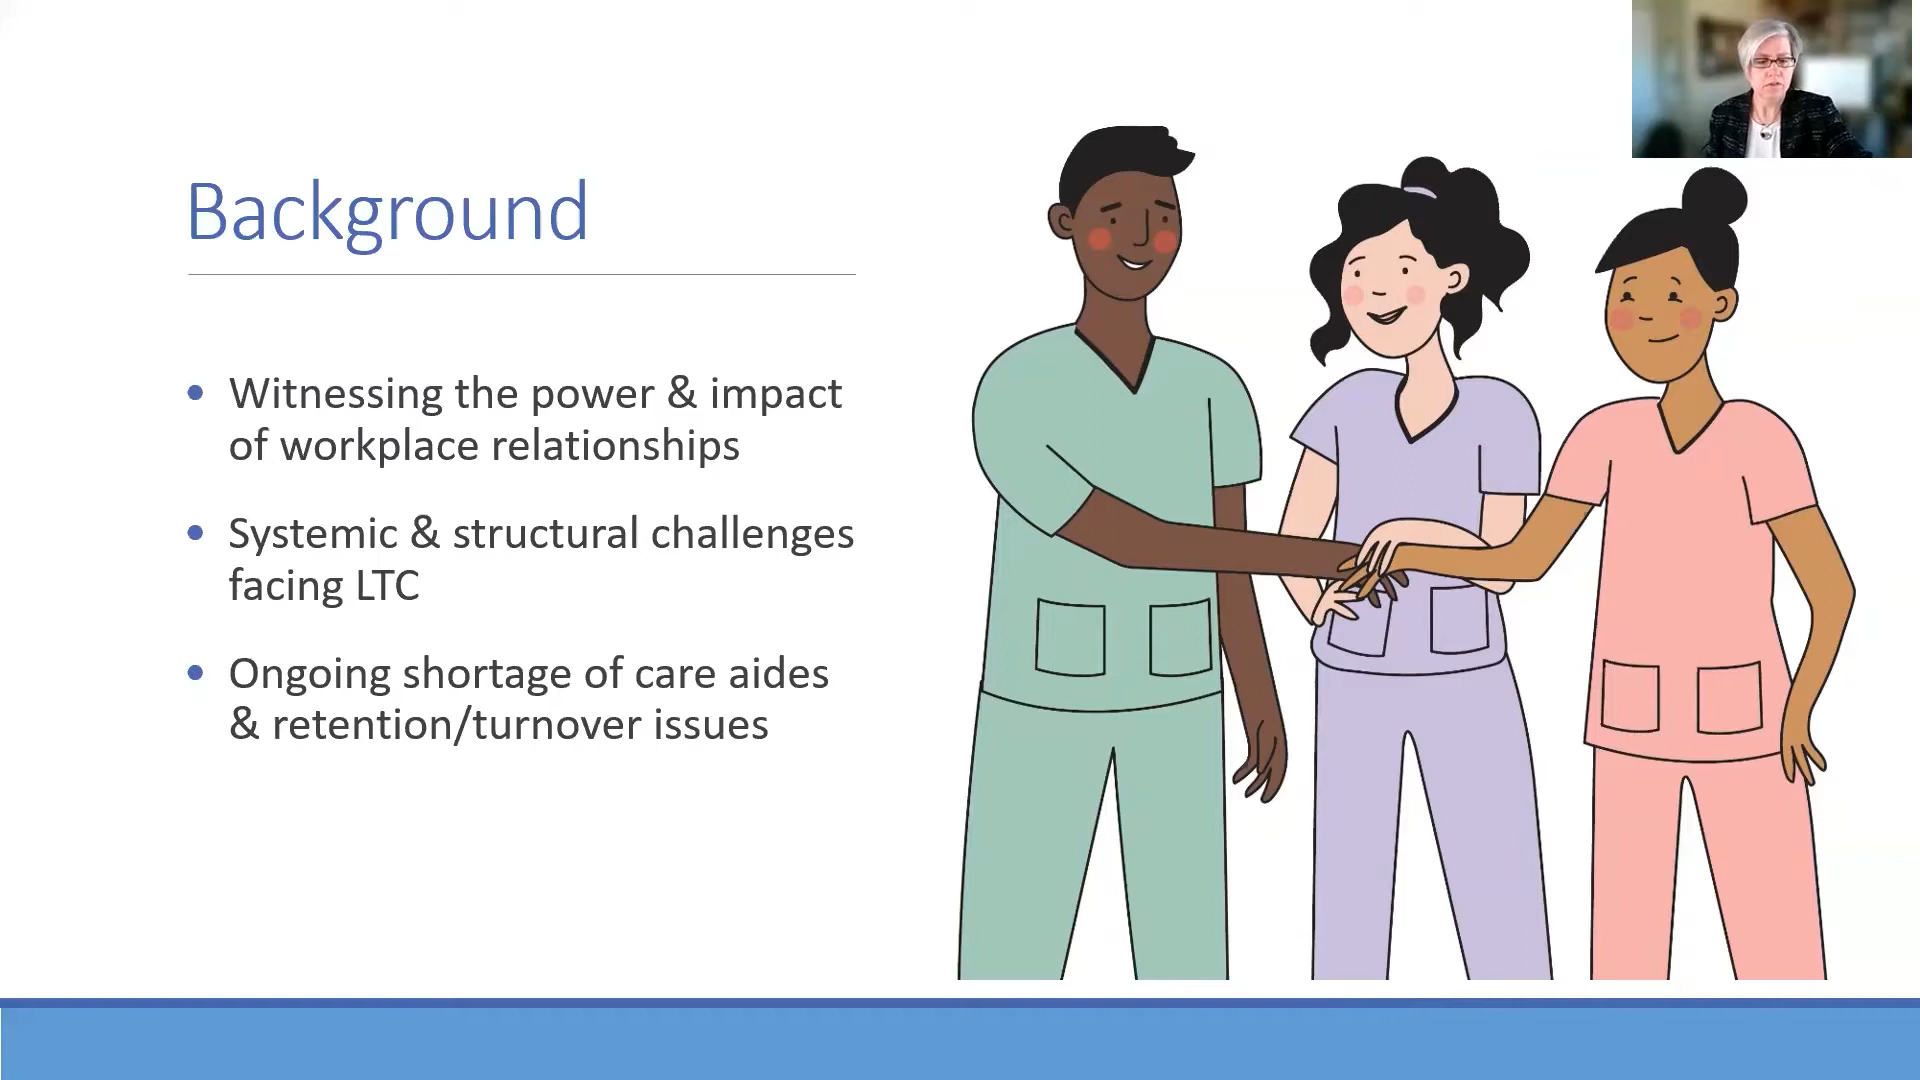 Background
• Witnessing the power & impact
of workplace relationships
• Systemic & structural challenges
facing LTC
• Ongoing shortage of care aides
& retention/turnover issues